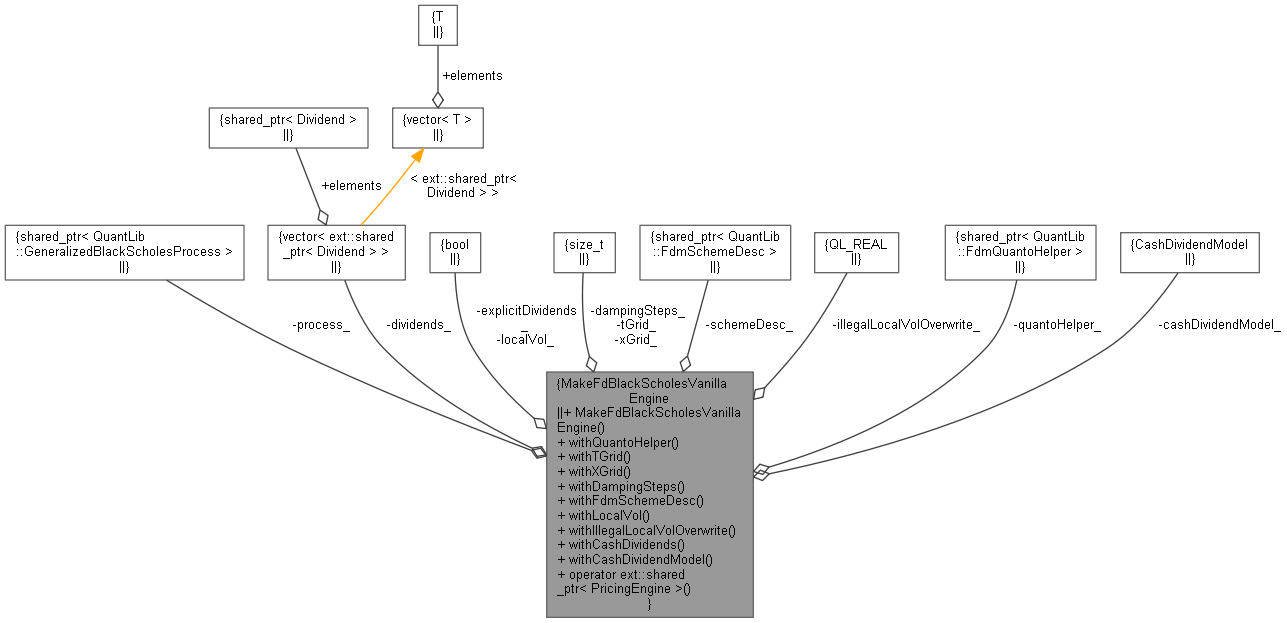 {T
||}
+elements
{shared_ptr< Dividend >
||}
{vector< T >
||}
+elements
< ext::shared_ptr<
Dividend > >
{shared_ptr< QuantLib
::GeneralizedBlackScholesProcess >
||}
{vector< ext::shared
_ptr< Dividend > >
||}
{bool
||}
{size_t
||}
{shared_ptr< QuantLib
::FdmSchemeDesc >
||}
{QL_REAL
||}
{shared_ptr< QuantLib
::FdmQuantoHelper >
||}
{CashDividendModel
||}
-process_
-dividends_
-explicitDividends
_
-localVol_
-dampingSteps_
-tGrid_
-xGrid_
-schemeDesc_
-illegalLocalVolOverwrite_
-quantoHelper_
-cashDividendModel_
{MakeFdBlackScholesVanilla
Engine
||+ MakeFdBlackScholesVanilla
Engine()
+ withQuantoHelper()
+ withTGrid()
+ withXGrid()
+ withDampingSteps()
+ withFdmSchemeDesc()
+ withLocalVol()
+ withIllegalLocalVolOverwrite()
+ withCashDividends()
+ withCashDividendModel()
+ operator ext::shared
_ptr< PricingEngine >()
}